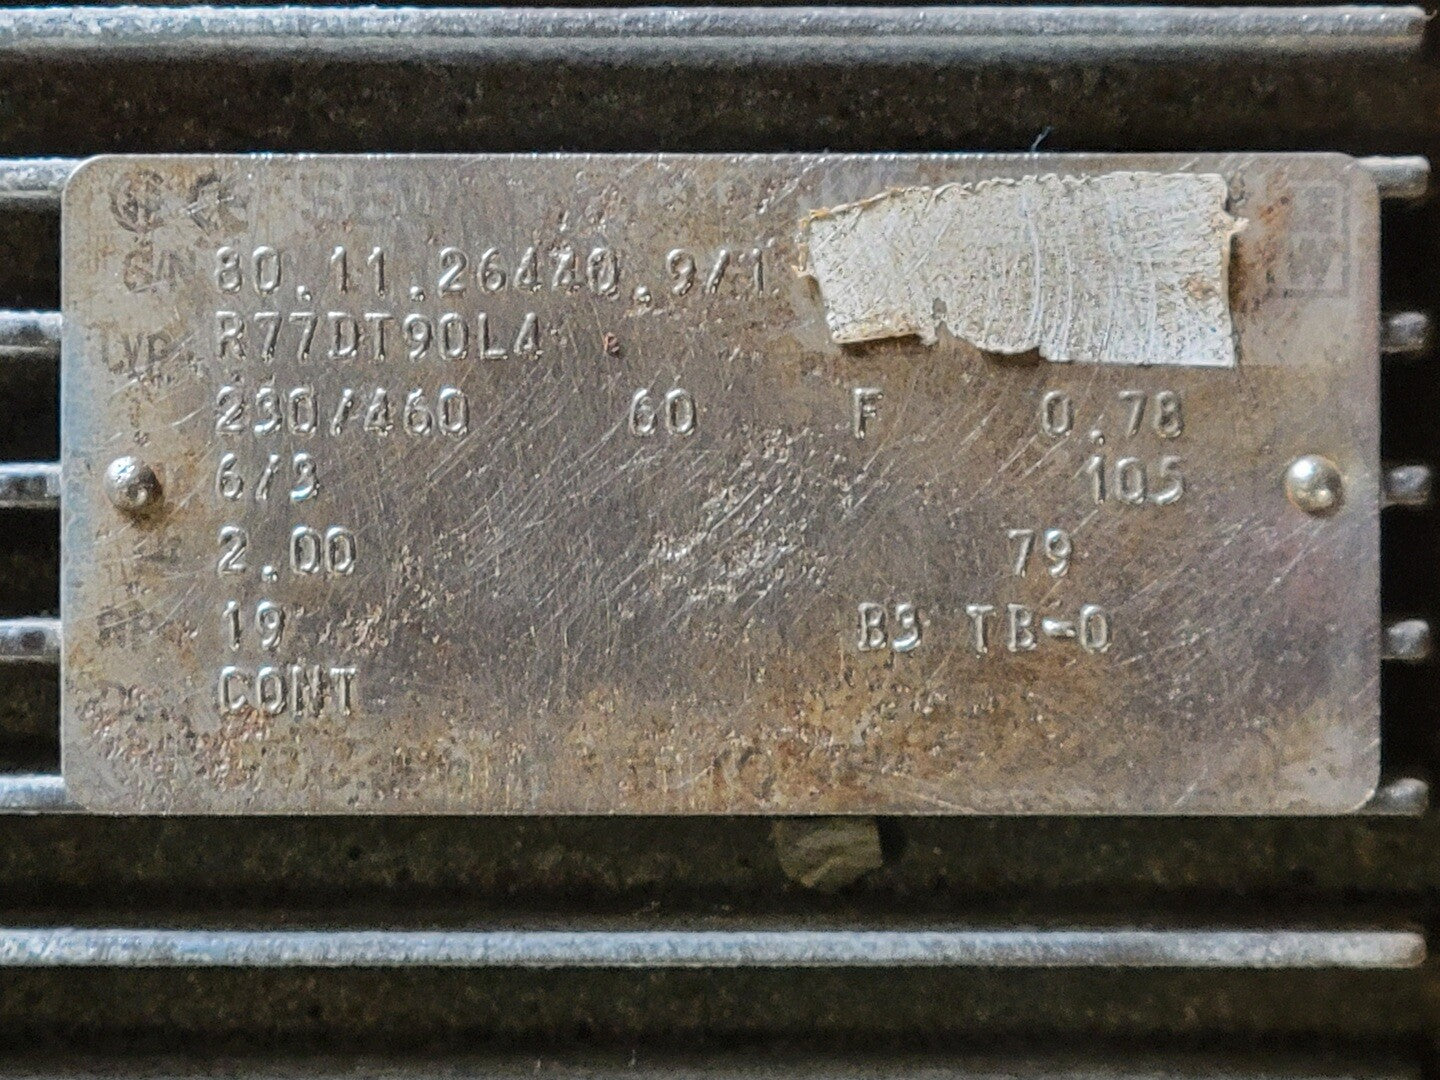 80.11.26440.9/1
Type R77DT90L4
230/460 60 F 0.78
6/3 105
2.00 79
19 B3 TB-0
CONT